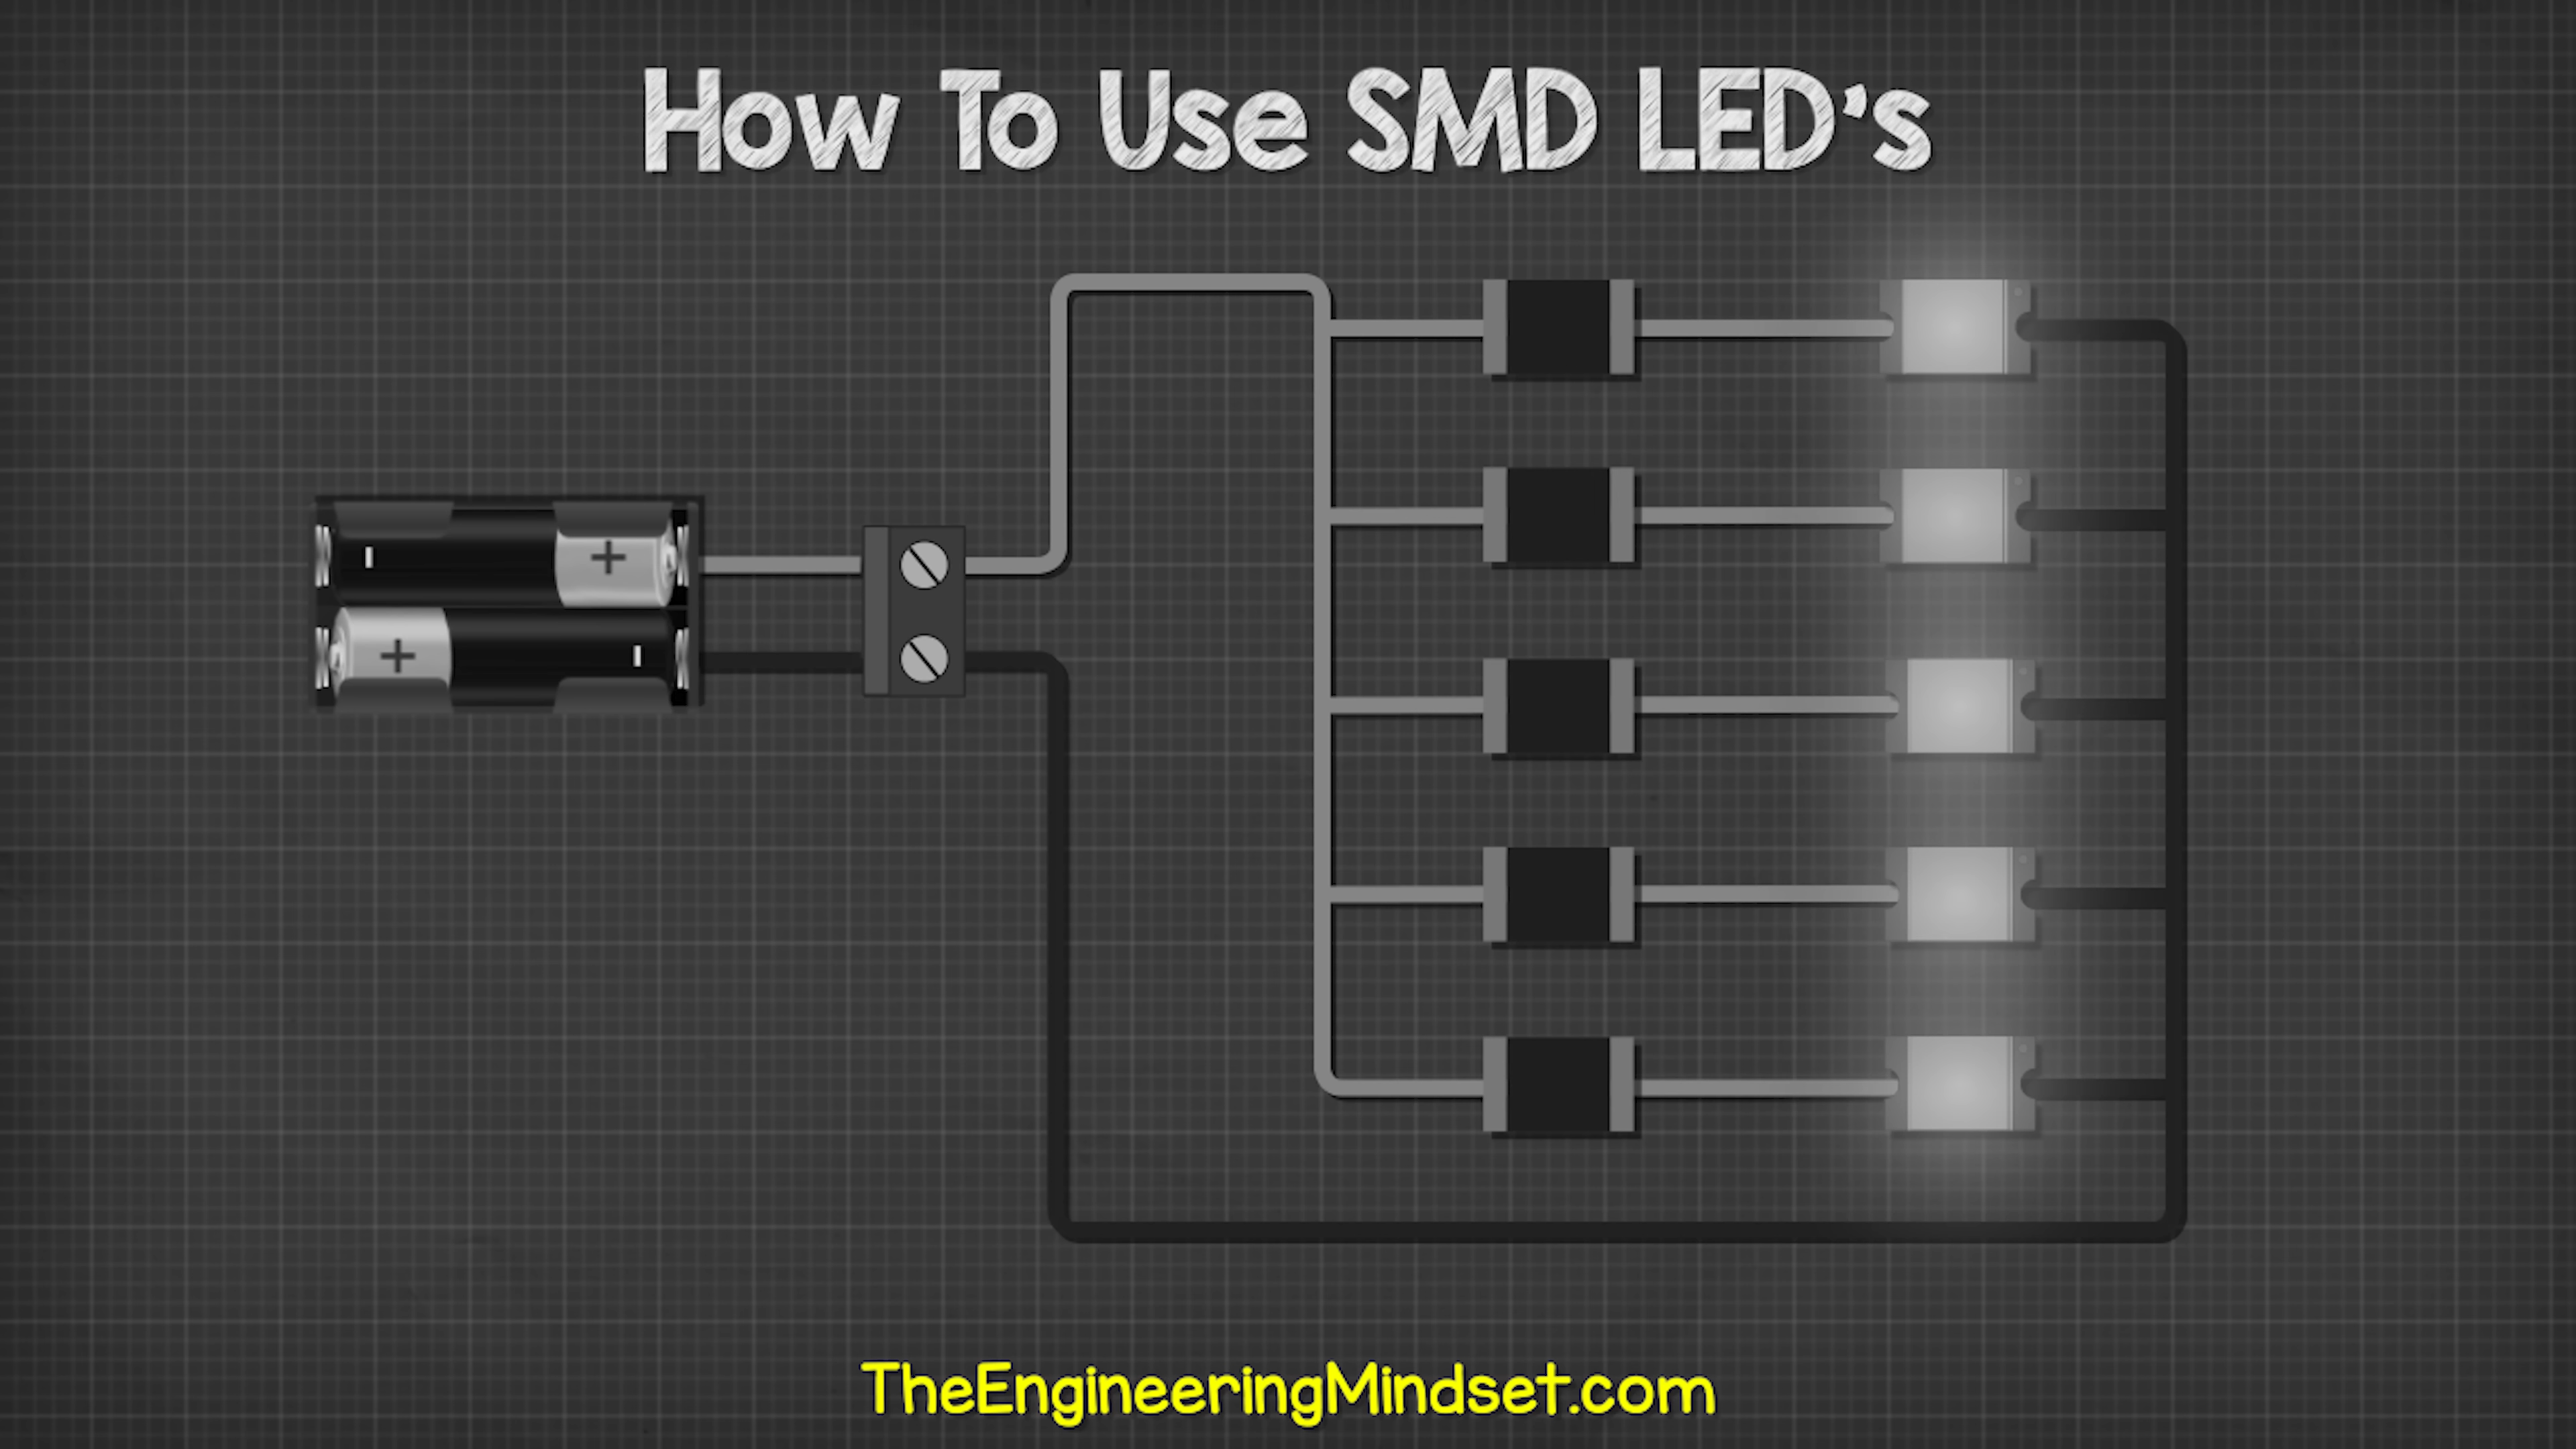 How To Use SMD LED's
-
+
+
-
TheEngineeringMindset.com